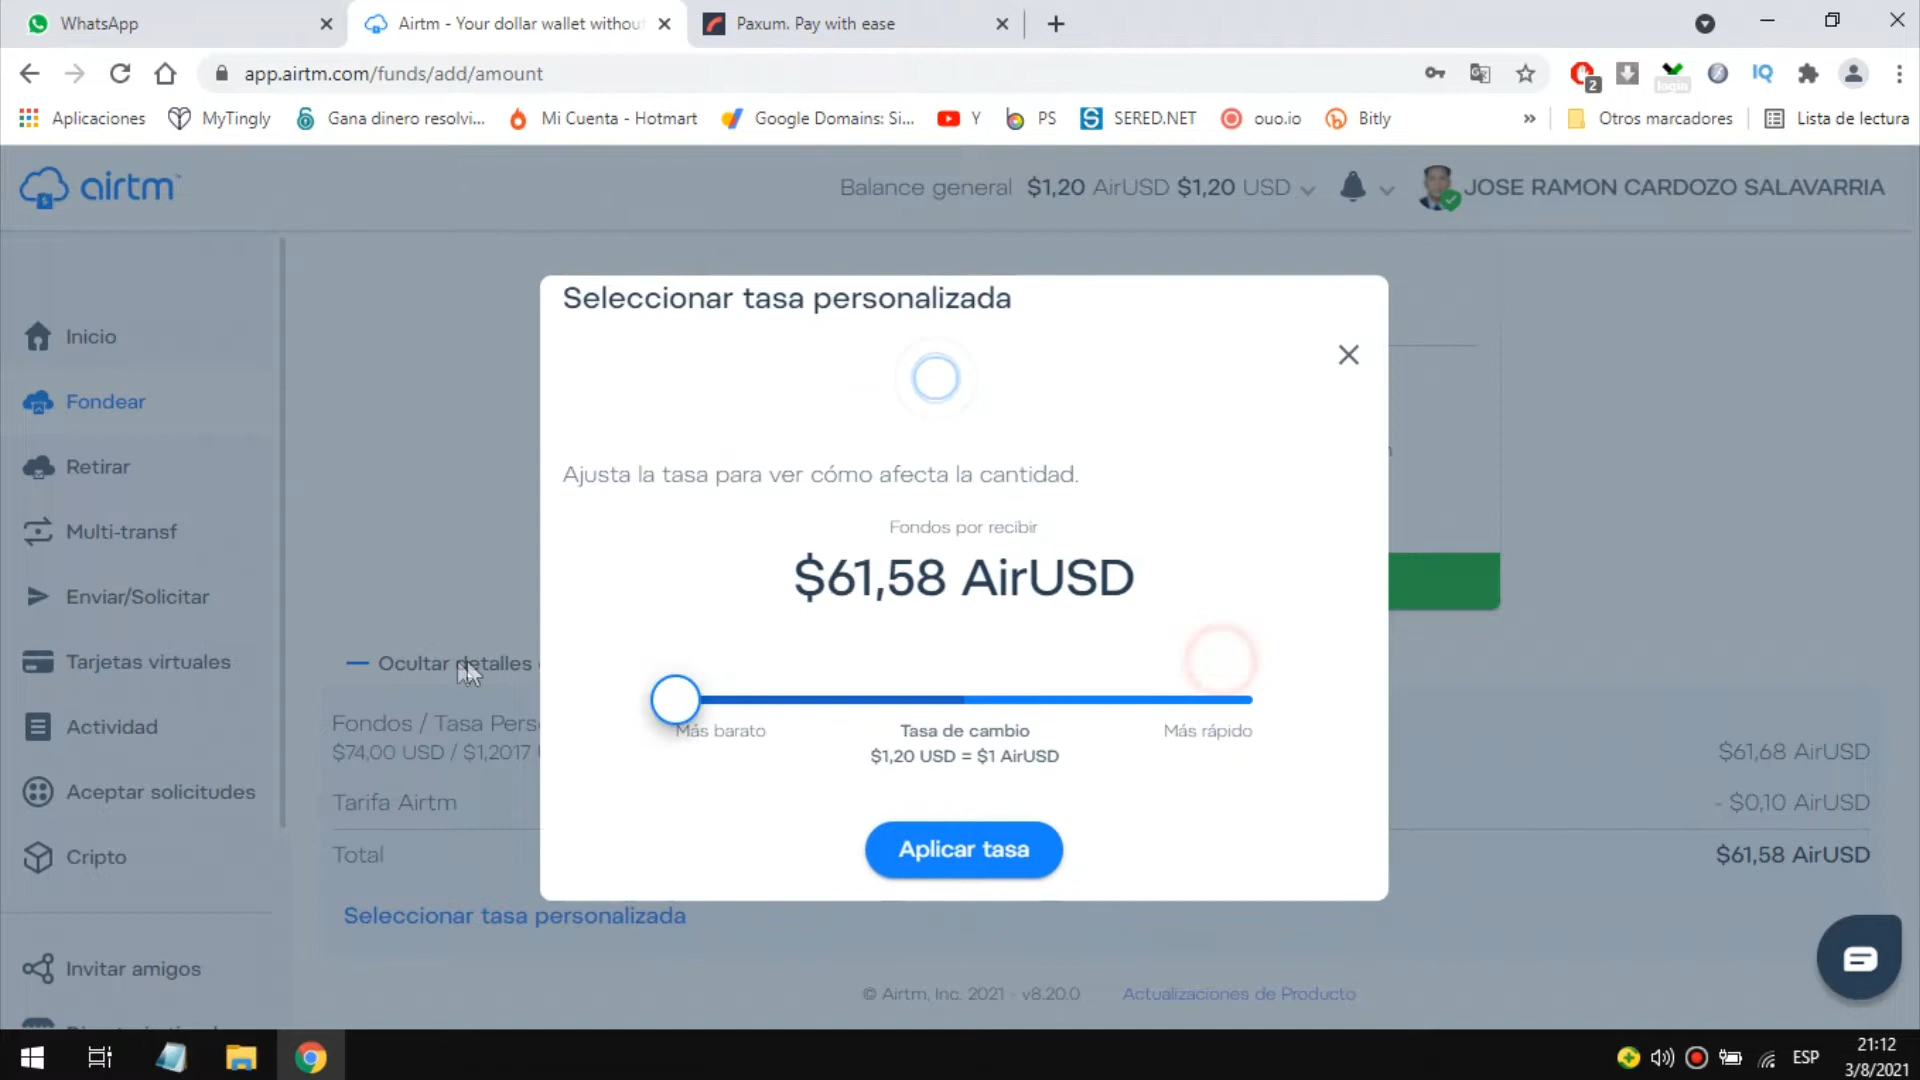 WhatsApp
Airtm - Your dollar wallet withou
Paxum. Pay with ease
app.airtm.com/funds/add/amount
2
login
IQ
Aplicaciones
MyTingly
Gana dinero resolvi...
Mi Cuenta - Hotmart
Google Domains: Si...
Y
PS
SERED.NET
ouo.io
Bitly
»
Otros marcadores
Lista de lectura
airtm™
Balance general $1,20 AirUSD $1,20 USD
JOSE RAMON CARDOZO SALAVARRIA
Inicio
Fondear
Retirar
Multi-transf
Enviar/Solicitar
Tarjetas virtuales
Actividad
Aceptar solicitudes
Cripto
Invitar amigos
Seleccionar tasa personalizada
Ajusta la tasa para ver cómo afecta la cantidad.
Fondos por recibir
$61,58 AirUSD
Más barato
Tasa de cambio
$1,20 USD = $1 AirUSD
Más rápido
Aplicar tasa
Ocultar detalles
Fondos / Tasa Pers
$74,00 USD / $1,2017
$61,68 AirUSD
Tarifa Airtm
- $0,10 AirUSD
Total
$61,58 AirUSD
Seleccionar tasa personalizada
© Airtm, Inc. 2021 - v8.20.0
Actualizaciones de Producto
ESP
21:12
3/8/2021